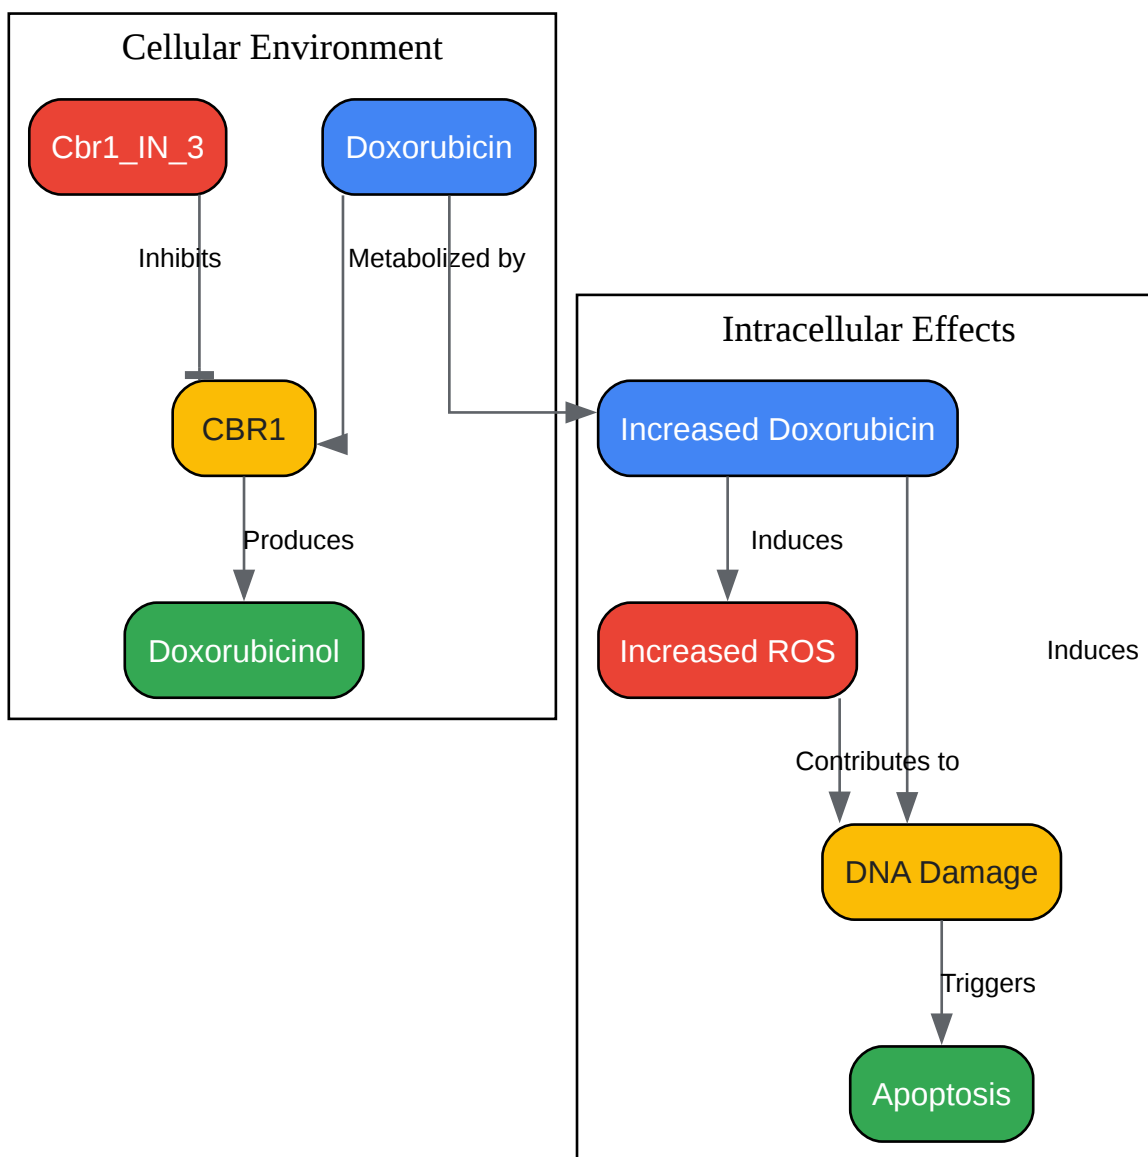 Cellular Environment
Cbr1_IN_3
Doxorubicin
Inhibits
Metabolized by
CBR1
Produces
Doxorubicinol
Intracellular Effects
Increased Doxorubicin
Induces
Increased ROS
Induces
Contributes to
DNA Damage
Triggers
Apoptosis